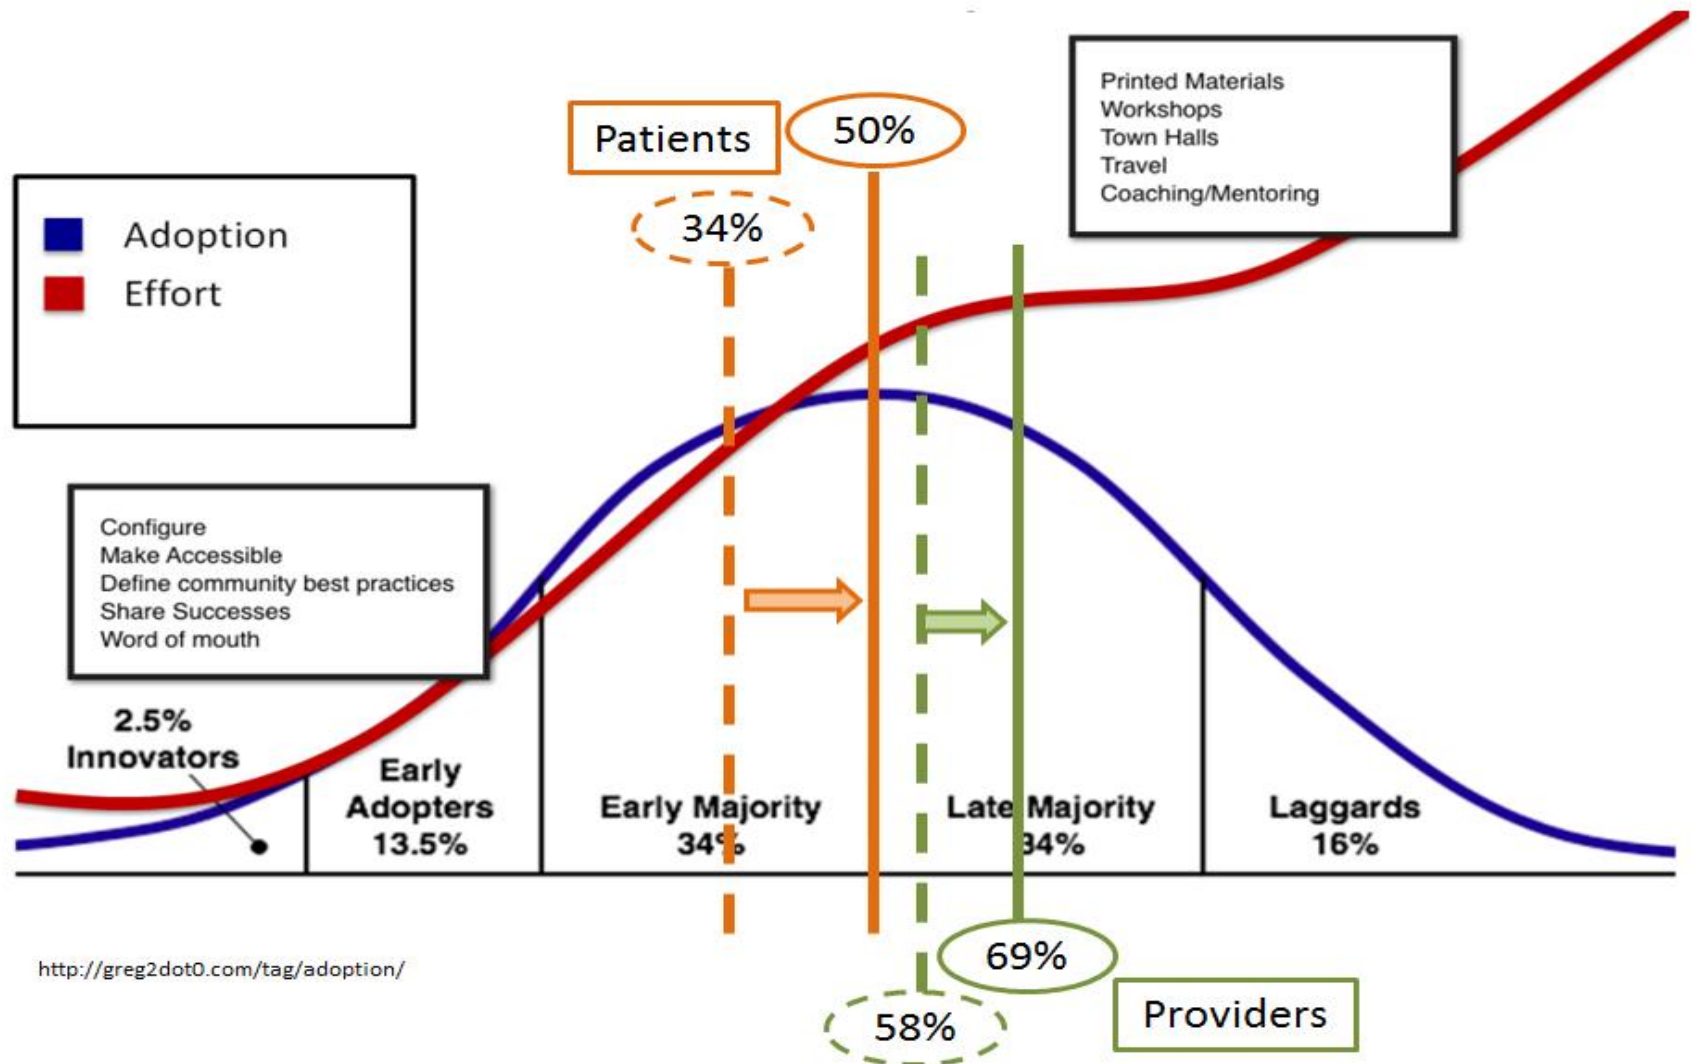 Patients
50%
34%
Printed Materials
Workshops
Town Halls
Travel
Coaching/Mentoring
Adoption
Effort
Configure
Make Accessible
Define community best practices
Share Successes
Word of mouth
2.5%
Innovators
Early
Adopters
13.5%
Early Majority
34%
Late Majority
34%
Laggards
16%
http://greg2dot0.com/tag/adoption/
69%
58%
Providers